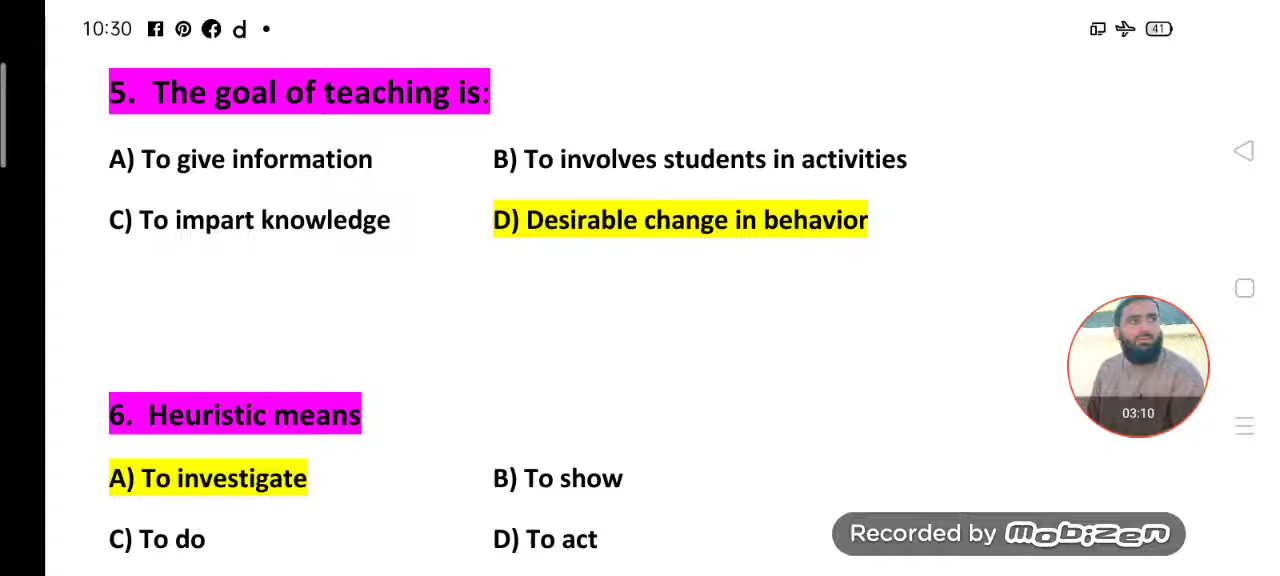 10:30 d 41
5. The goal of teaching is:
A) To give information B) To involves students in activities
C) To impart knowledge D) Desirable change in behavior
03:10
6. Heuristic means
A) To investigate B) To show
C) To do D) To act
Recorded by mobizen